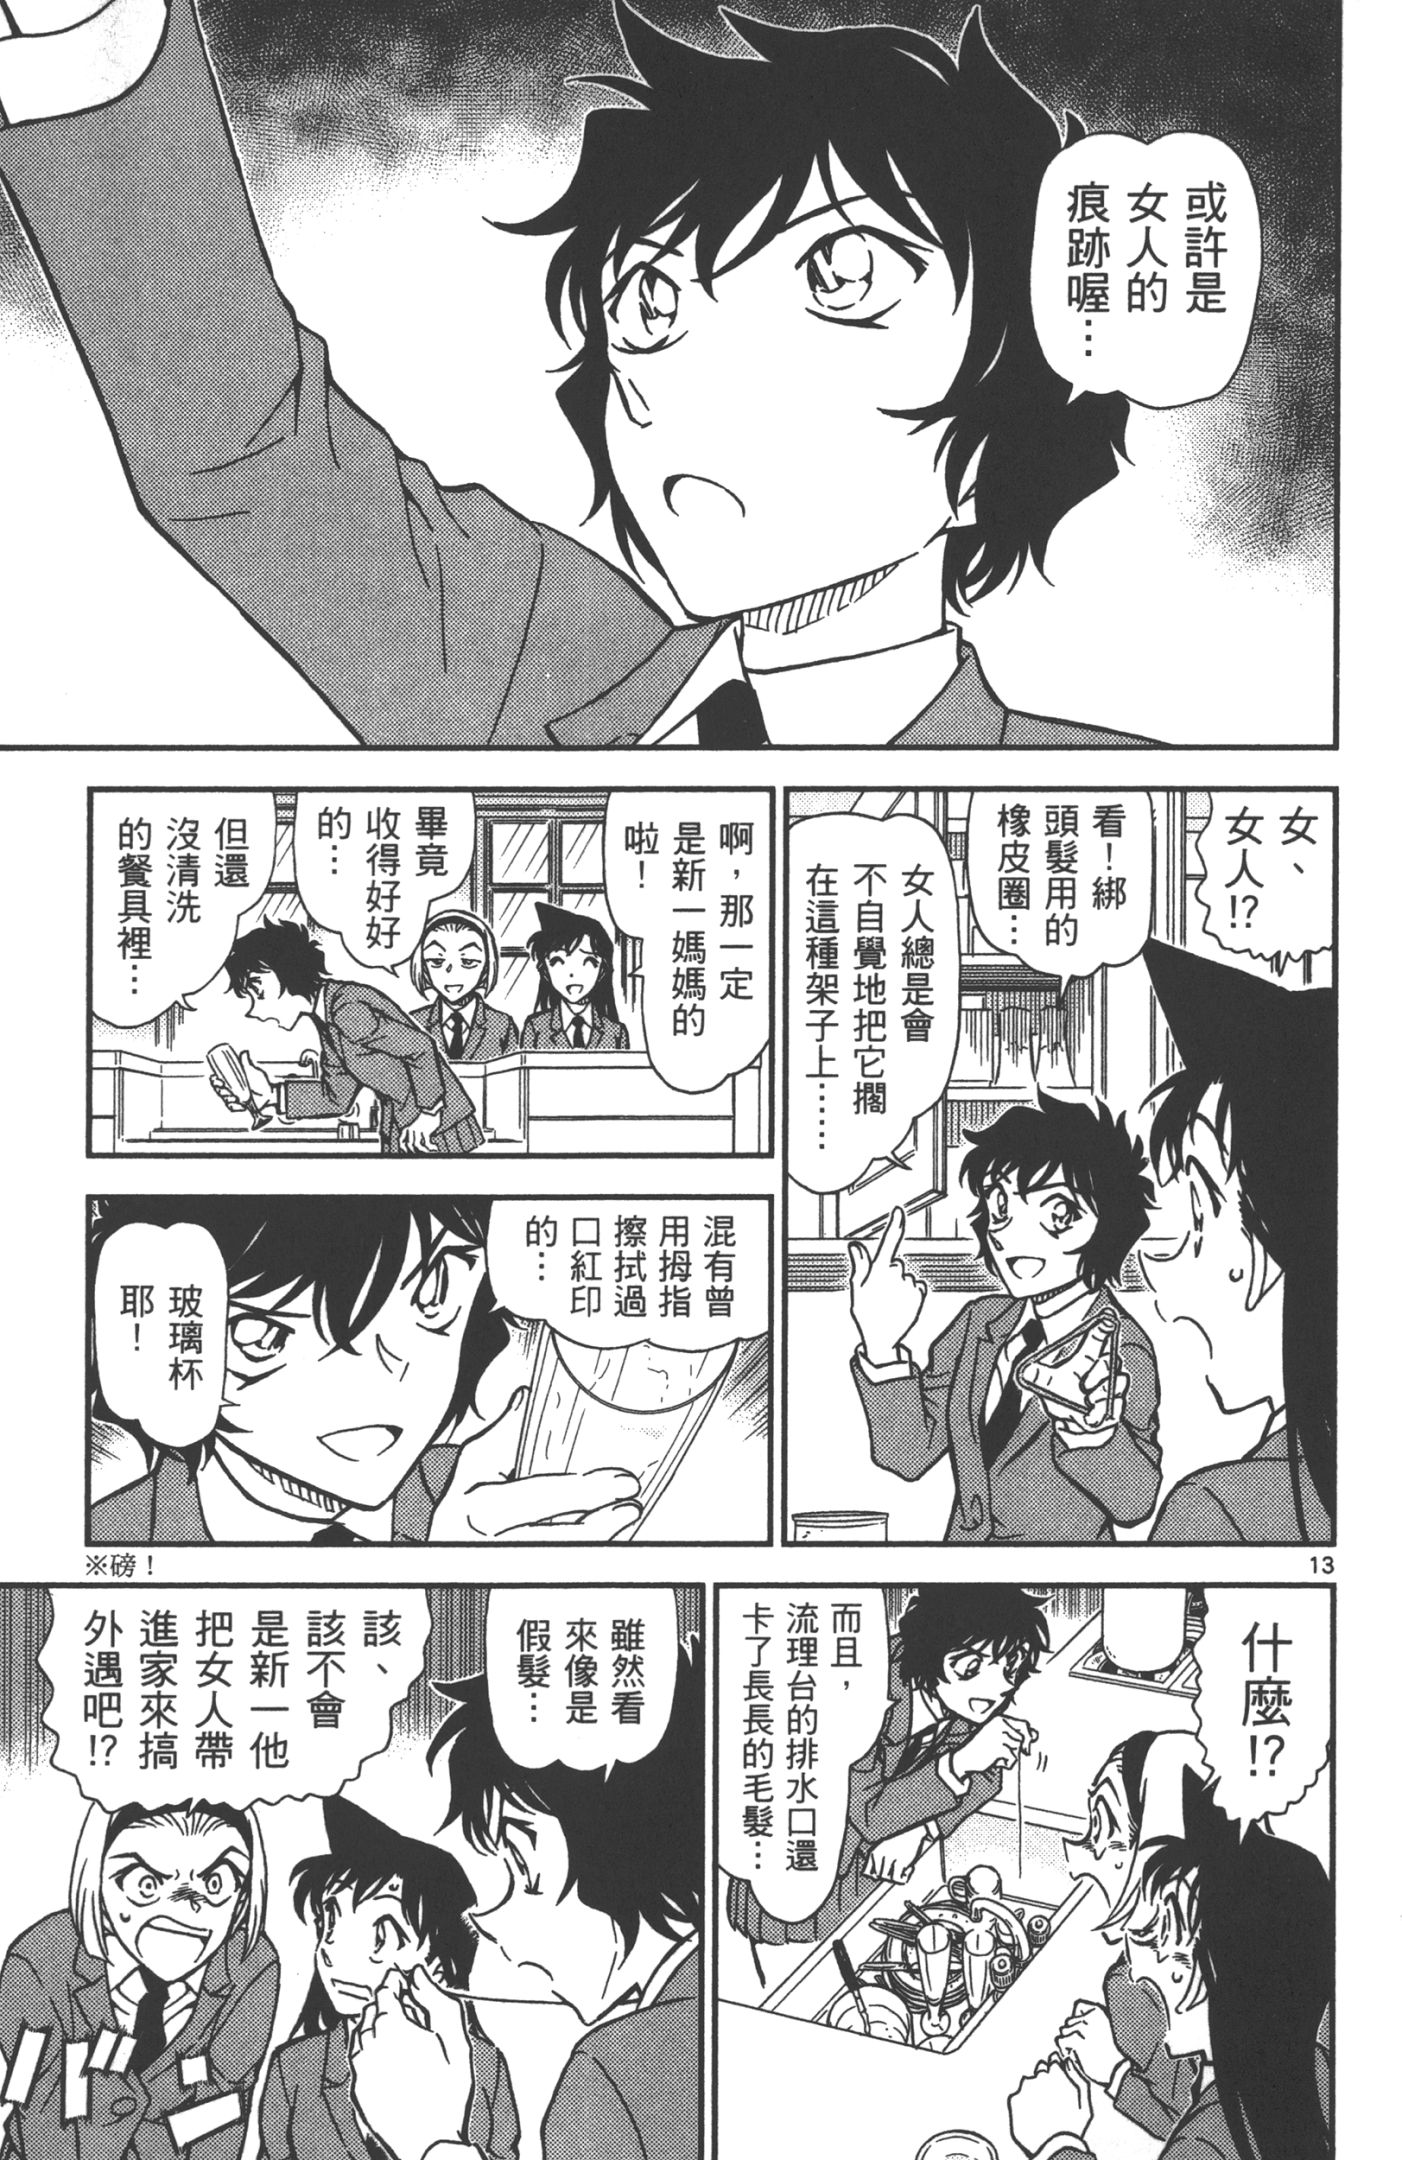 或許是
女人的
痕跡喔…
女、
女人!?
看！綁
頭髮用的
橡皮圈…
女人總是會
不自覺地把它擱
在這種架子上……
啊，那一定
是新一媽媽的
啦！
畢竟
收得好好
的…
但還
沒清洗
的餐具裡…
混有曾
用拇指
擦拭過
口紅印
的…
玻璃杯
耶！
※磅！
13
什麼!?
而且，
流理台的排水口還
卡了長長的毛髮…
雖然看
來像是
假髮…
該、
該不會
是新一他
把女人帶
進家來搞
外遇吧!?